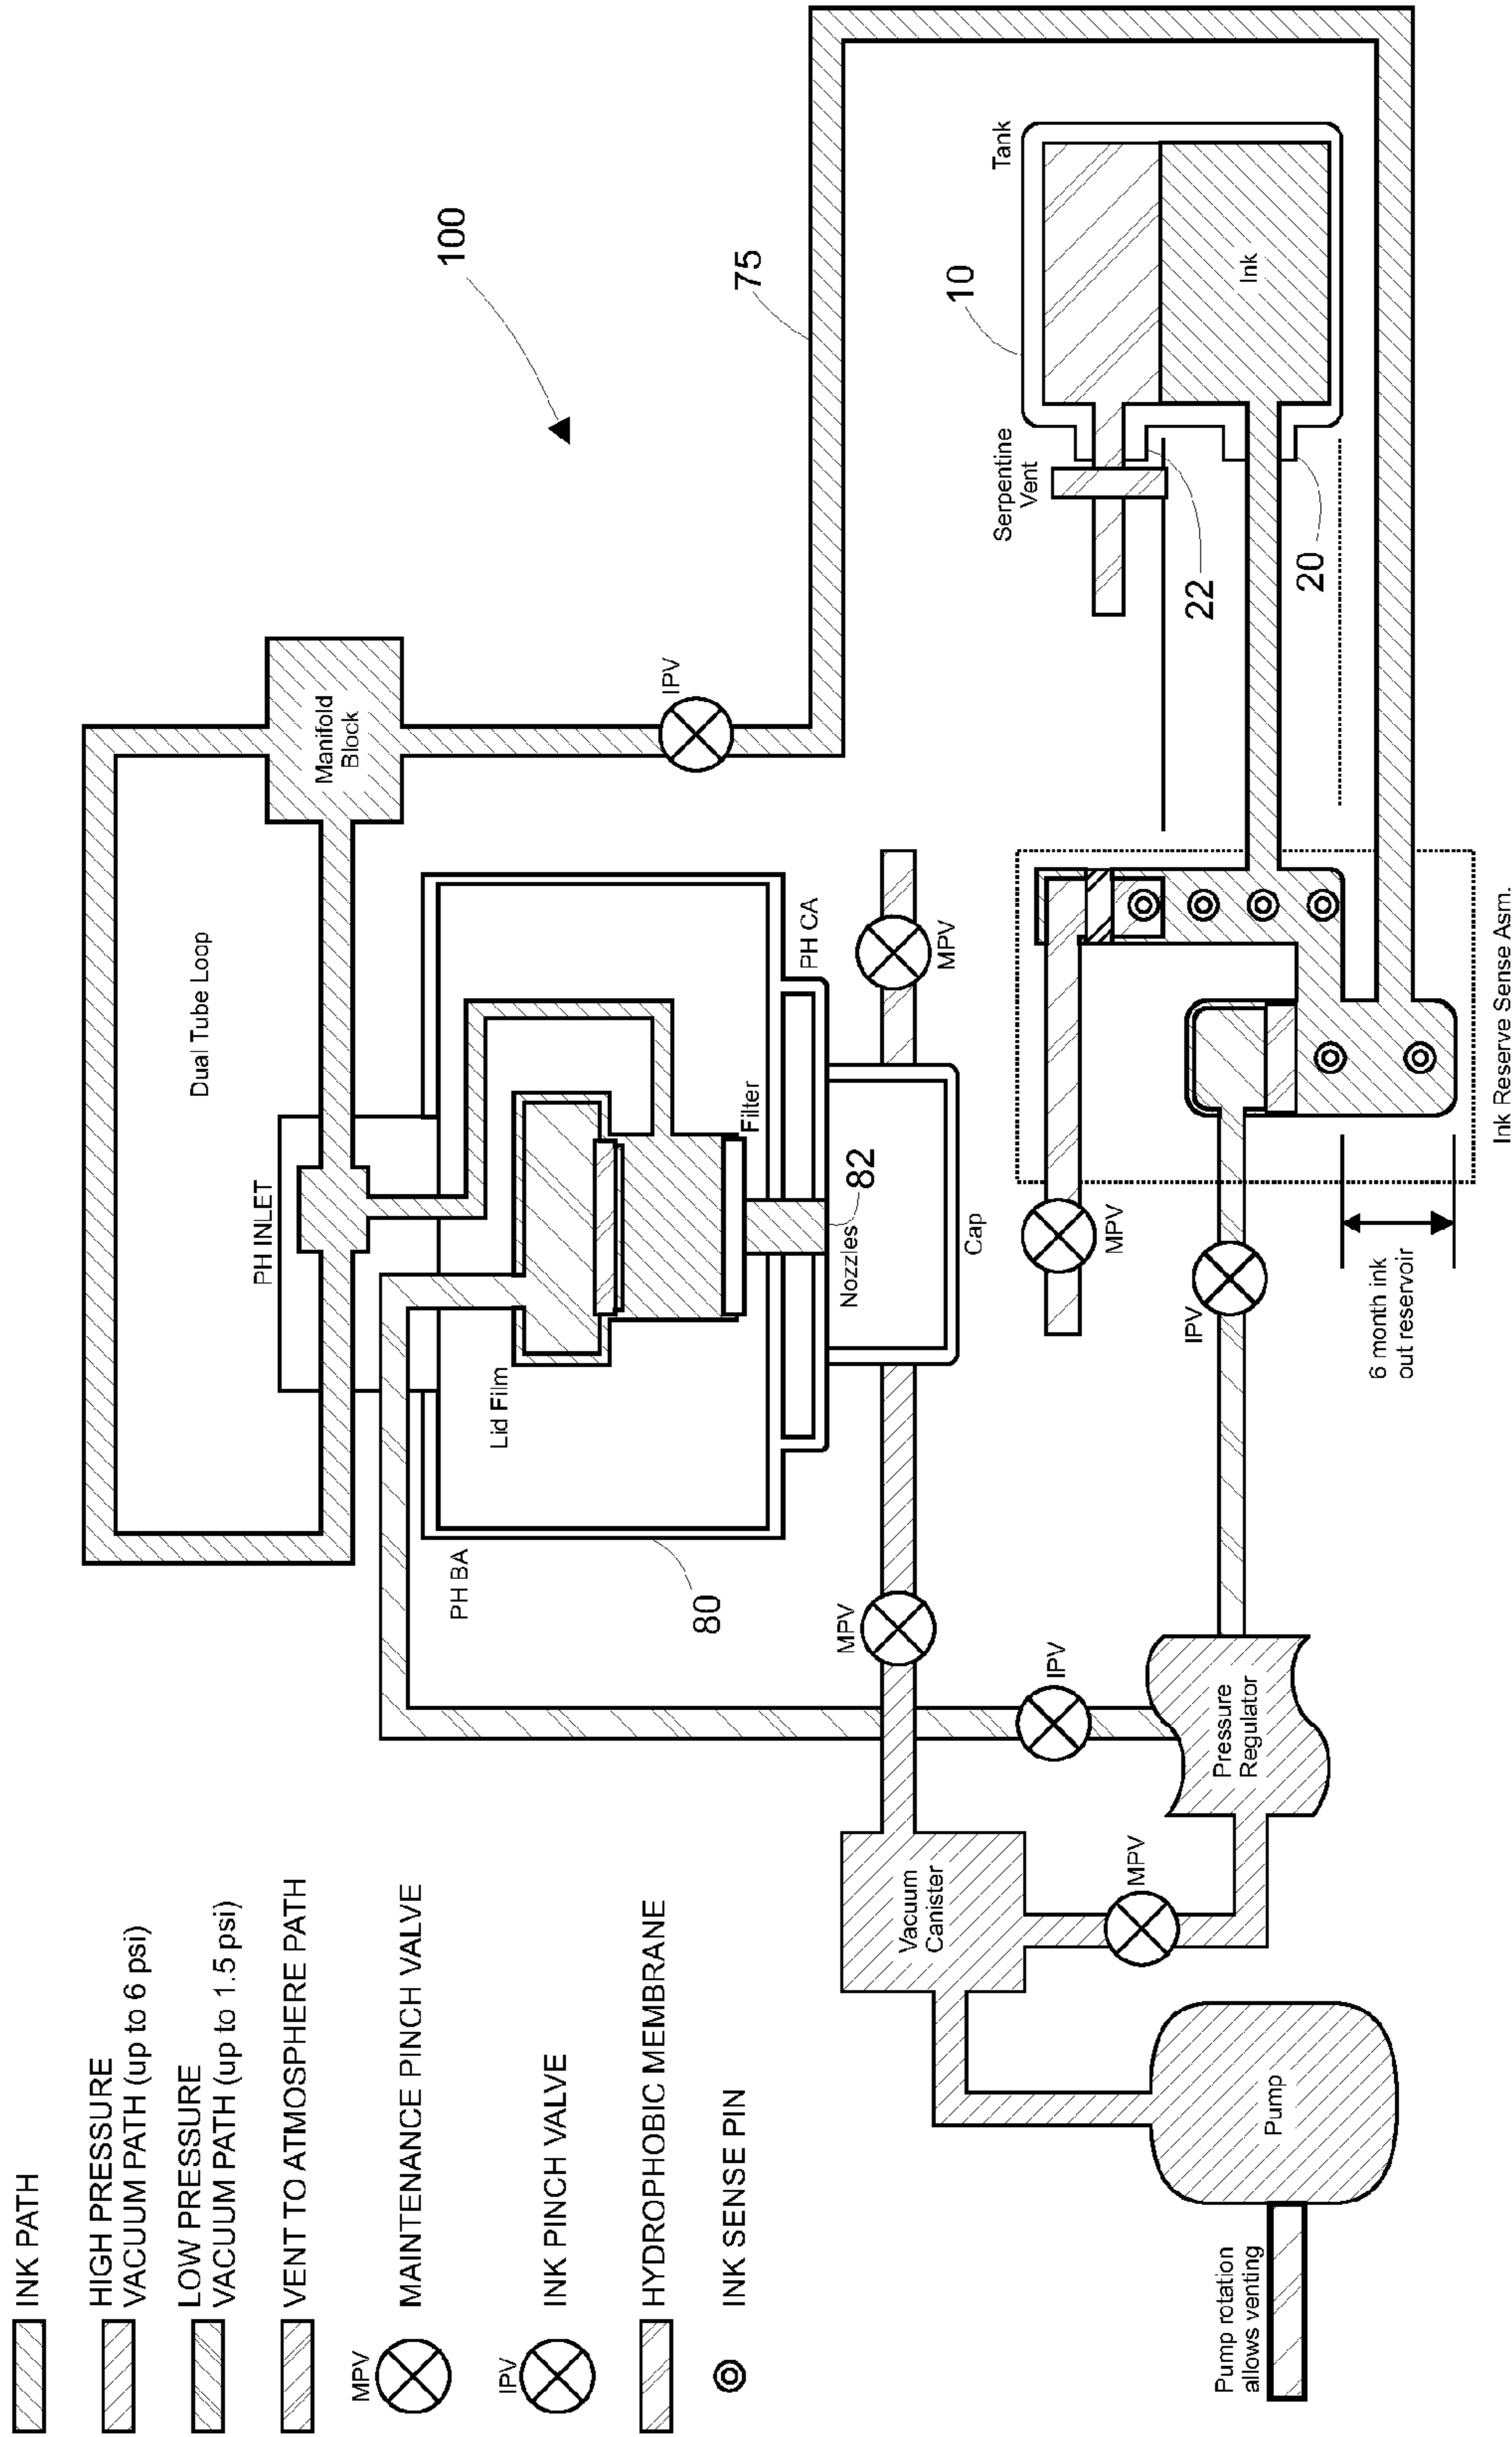 INK PATH
HIGH PRESSURE
VACUUM PATH (up to 6 psi)
LOW PRESSURE
VACUUM PATH (up to 1.5 psi)
VENT TO ATMOSPHERE PATH
MPV
MAINTENANCE PINCH VALVE
IPV
INK PINCH VALVE
HYDROPHOBIC MEMBRANE
INK SENSE PIN
Pump rotation
allows venting
Pump
Vacuum
Canister
MPV
Pressure
Regulator
IPV
MPV
IPV
80
PH BA
Lid Film
PH INLET
Dual Tube Loop
Manifold
Block
IPV
Filter
PH CA
Nozzles
82
Cap
MPV
MPV
6 month ink
out reservoir
Ink Reserve Sense Asm.
100
75
10
Tank
Ink
Serpentine
Vent
22
20